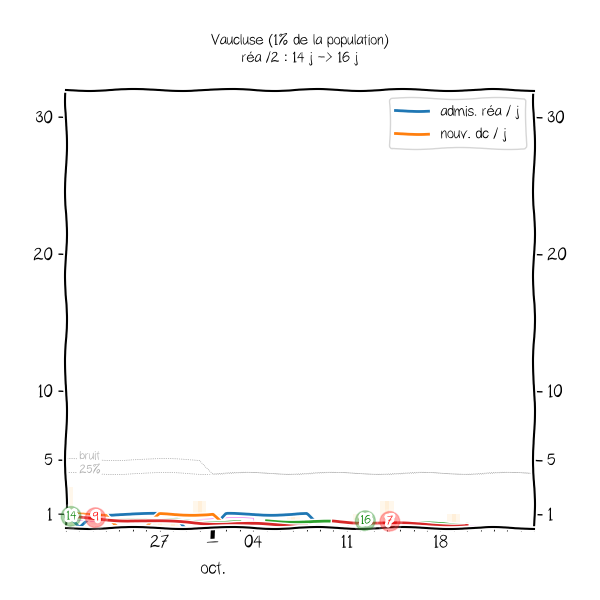 Vaucluse (1% de la population)
réa /2 : 14 j -> 16 j
admis. réa / j
nouv. dc / j
30 30
20 20
10 10
bruit
5 5
25%
1 14 9 16 7 1
27 04 11 18
oct.